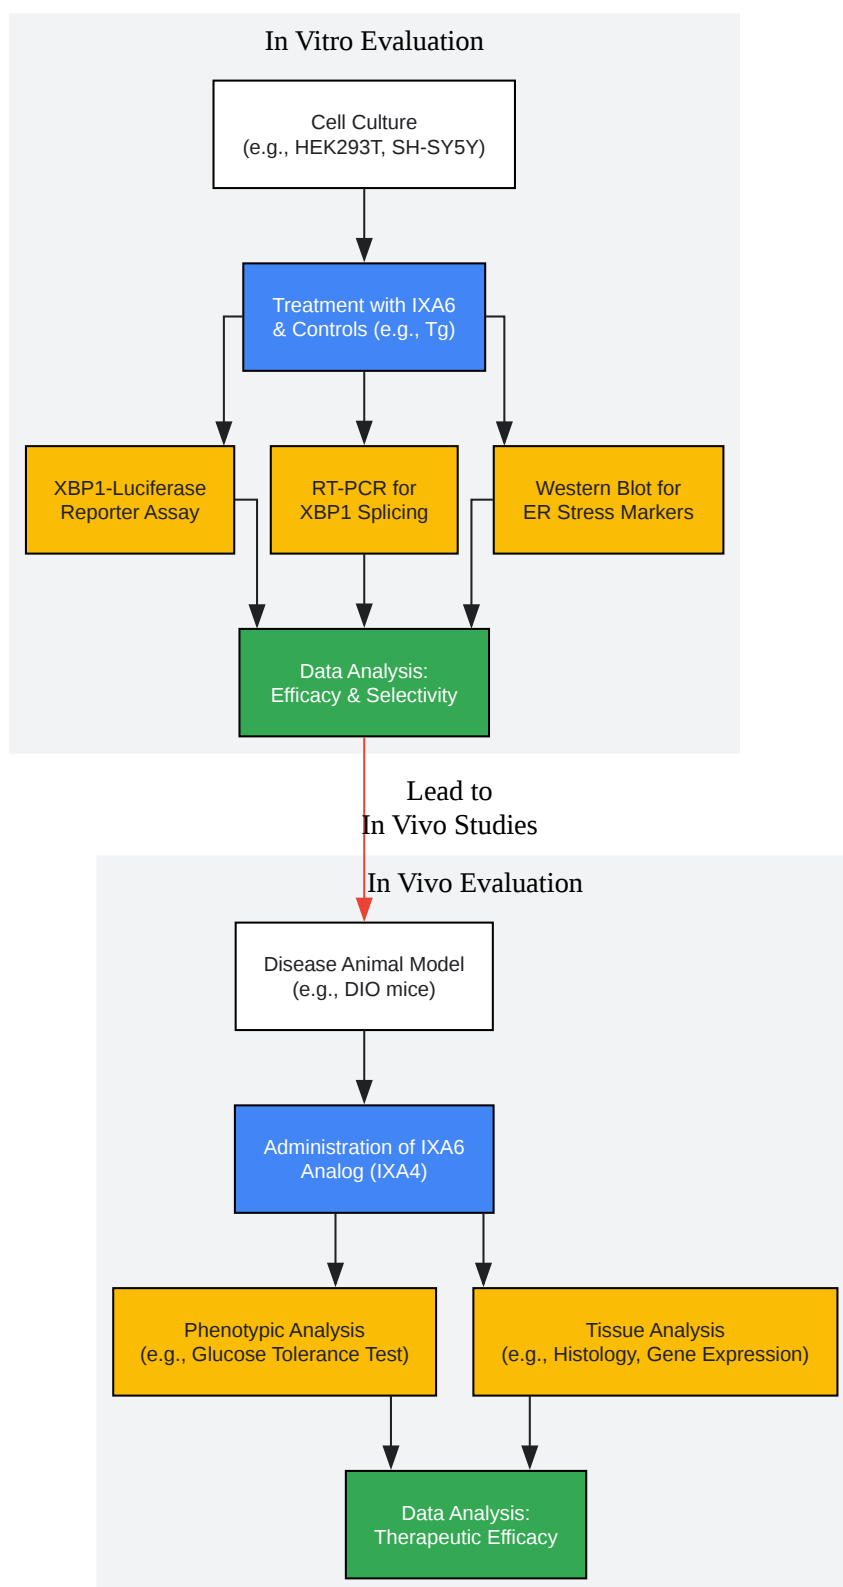 In Vitro Evaluation
Cell Culture
(e.g., HEK293T, SH-SY5Y)
Treatment with IXA6
& Controls (e.g., Tg)
XBP1-Luciferase
Reporter Assay
RT-PCR for
XBP1 Splicing
Western Blot for
ER Stress Markers
Data Analysis:
Efficacy & Selectivity
Lead to
In Vivo Studies
In Vivo Evaluation
Disease Animal Model
(e.g., DIO mice)
Administration of IXA6
Analog (IXA4)
Phenotypic Analysis
(e.g., Glucose Tolerance Test)
Tissue Analysis
(e.g., Histology, Gene Expression)
Data Analysis:
Therapeutic Efficacy